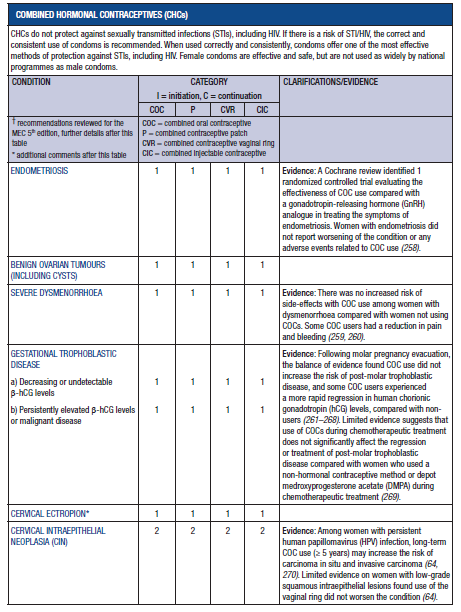 COMBINED HORMONAL CONTRACEPTIVES (CHCs)
CHCs do not protect against sexually transmitted infections (STIs), including HIV. If there is a risk of STI/HIV, the correct and
consistent use of condoms is recommended. When used correctly and consistently, condoms offer one of the most effective
methods of protection against STIs, including HIV. Female condoms are effective and safe, but are not used as widely by national
programmes as male condoms.
CONDITION
CATEGORY
I = initiation, C = continuation
CLARIFICATIONS/EVIDENCE
COC P CVR CIC
‡ recommendations reviewed for the
MEC 5th edition, further details after this
table
* additional comments after this table
COC = combined oral contraceptive
P = combined contraceptive patch
CVR = combined contraceptive vaginal ring
CIC = combined injectable contraceptive
ENDOMETRIOSIS 1 1 1 1
Evidence: A Cochrane review identified 1
randomized controlled trial evaluating the
effectiveness of COC use compared with
a gonadotropin-releasing hormone (GnRH)
analogue in treating the symptoms of
endometriosis. Women with endometriosis did
not report worsening of the condition or any
adverse events related to COC use (258).
BENIGN OVARIAN TUMOURS 1 1 1 1
(INCLUDING CYSTS)
SEVERE DYSMENORRHOEA 1 1 1 1
Evidence: There was no increased risk of
side-effects with COC use among women with
dysmenorrhoea compared with women not using
COCs. Some COC users had a reduction in pain
and bleeding (259, 260).
GESTATIONAL TROPHOBLASTIC
DISEASE
a) Decreasing or undetectable 1 1 1 1
β-hCG levels
b) Persistently elevated β-hCG levels 1 1 1 1
or malignant disease
Evidence: Following molar pregnancy evacuation,
the balance of evidence found COC use did not
increase the risk of post-molar trophoblastic
disease, and some COC users experienced
a more rapid regression in human chorionic
gonadotropin (hCG) levels, compared with non-
users (261–268). Limited evidence suggests that
use of COCs during chemotherapeutic treatment
does not significantly affect the regression
or treatment of post-molar trophoblastic
disease compared with women who used a
non-hormonal contraceptive method or depot
medroxyprogesterone acetate (DMPA) during
chemotherapeutic treatment (269).
CERVICAL ECTROPION* 1 1 1 1
CERVICAL INTRAEPITHELIAL 2 2 2 2
NEOPLASIA (CIN)
Evidence: Among women with persistent
human papillomavirus (HPV) infection, long-term
COC use (≥ 5 years) may increase the risk of
carcinoma in situ and invasive carcinoma (64,
270). Limited evidence on women with low-grade
squamous intraepithelial lesions found use of the
vaginal ring did not worsen the condition (64).